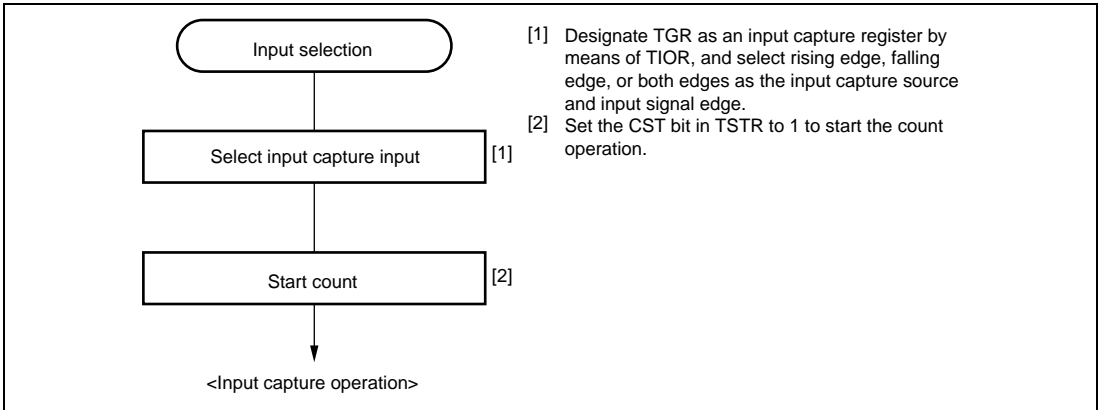 Input selection
Select input capture input
[1]
Start count
[2]
<Input capture operation>
[1] Designate TGR as an input capture register by
means of TIOR, and select rising edge, falling
edge, or both edges as the input capture source
and input signal edge.
[2] Set the CST bit in TSTR to 1 to start the count
operation.